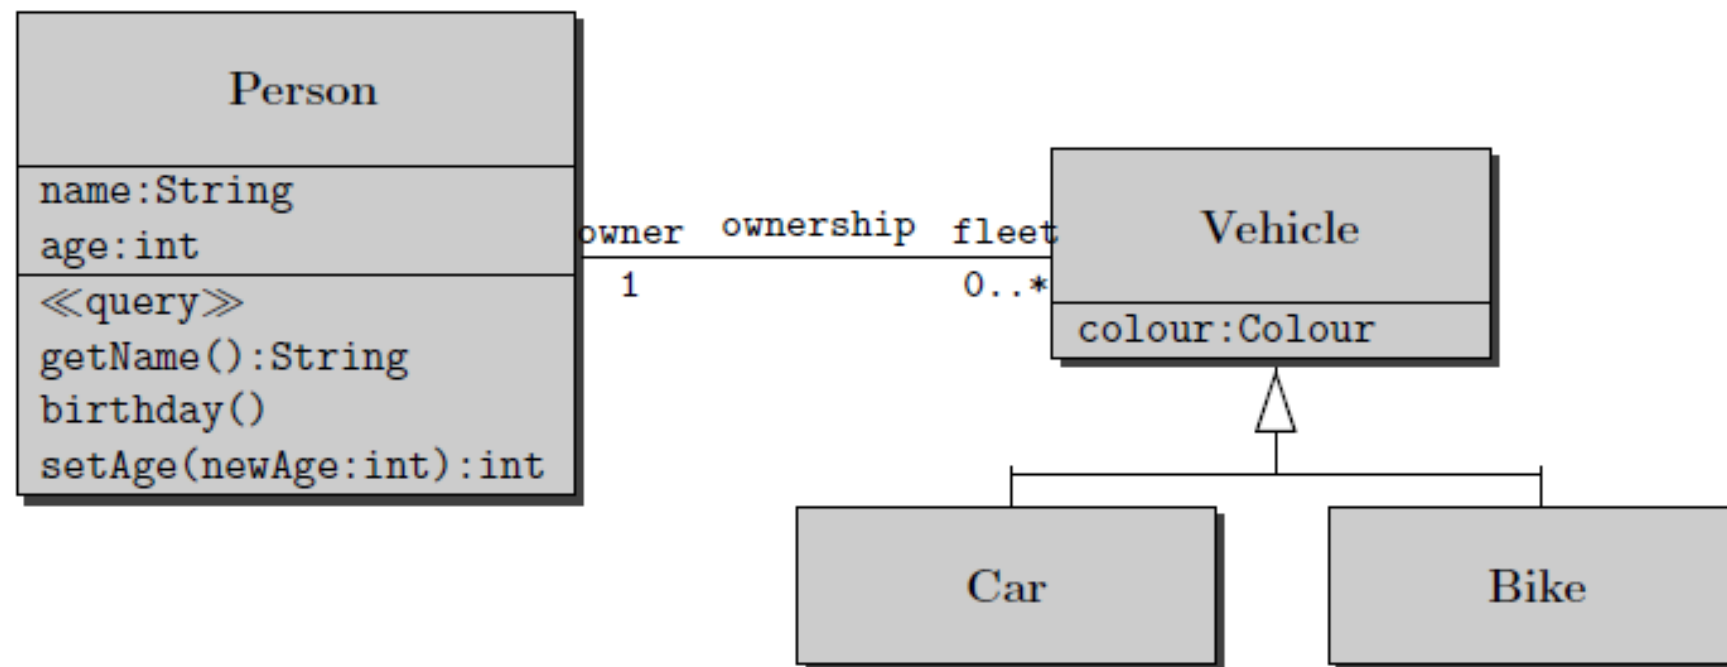 Person
name:String
age:int
≪query≫
getName():String
birthday()
setAge(newAge:int):int
owner
ownership
fleet
1
0..*
Vehicle
colour:Colour
Car
Bike